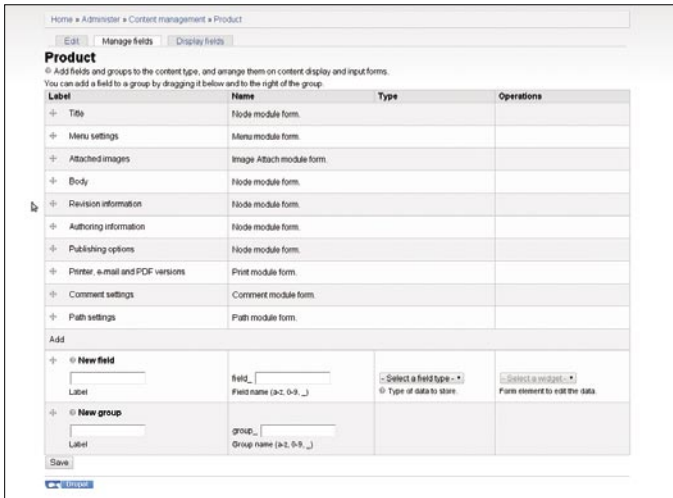 Home » Administer » Content management » Product
Edit Manage fields Display fields
Product
Add fields and groups to the content type, and arrange them on content display and input forms.
You can add a field to a group by dragging it below and to the right of the group.
Label Name Type Operations
Title Node module form.
Menu settings Menu module form.
Attached images Image Attach module form.
Body Node module form.
Revision information Node module form.
Authoring information Node module form.
Publishing options Node module form.
Printer, e-mail and PDF versions Print module form.
Comment settings Comment module form.
Path settings Path module form.
Add
New field
field_ - Select a field type - - Select a widget -
Label Field name (a-z, 0-9, _) Type of data to store. Form element to edit the data.
New group
group_
Label Group name (a-z, 0-9, _)
Save
Drupal